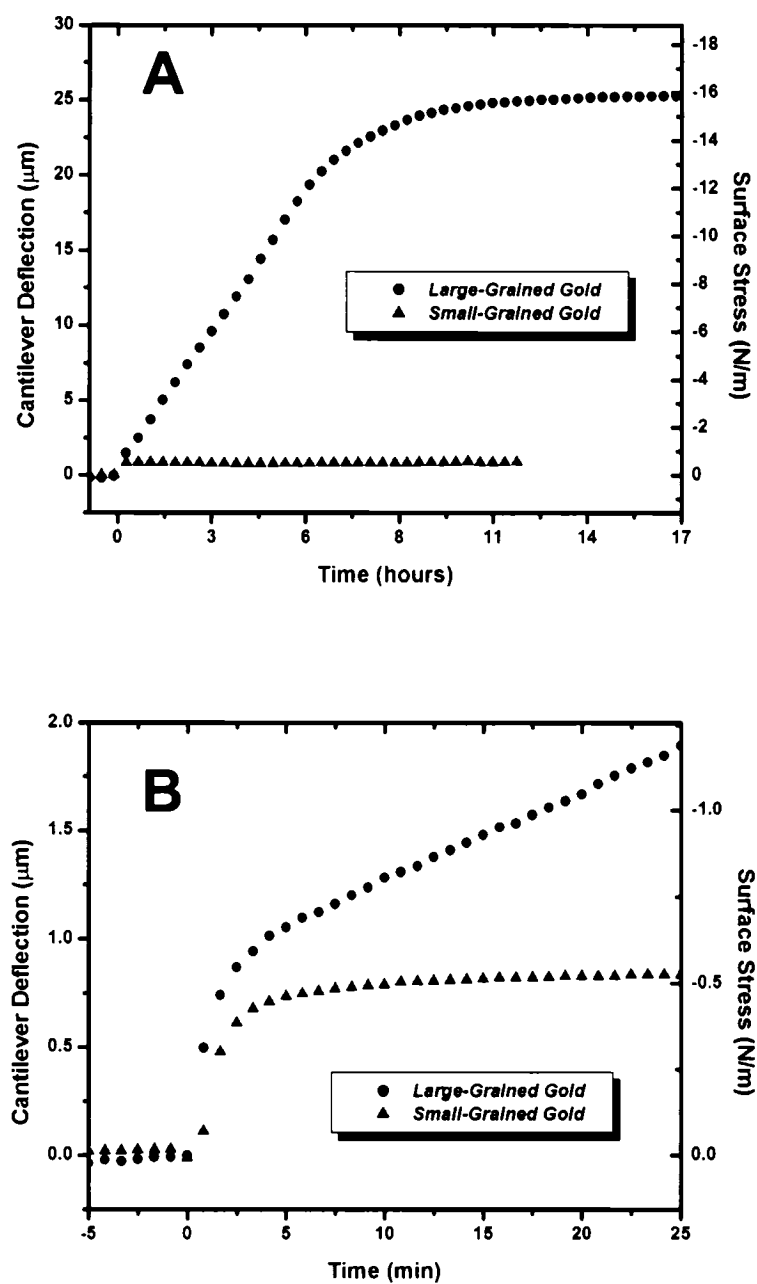 A
30
25
20
15
10
5
0
Cantilever Deflection (μm)
-18
-16
-14
-12
-10
-8
-6
-4
-2
0
Surface Stress (N/m)
Large-Grained Gold
Small-Grained Gold
0 3 6 8 11 14 17
Time (hours)
B
2.0
1.5
1.0
0.5
0.0
Cantilever Deflection (μm)
-1.0
-0.5
0.0
Surface Stress (N/m)
Large-Grained Gold
Small-Grained Gold
-5 0 5 10 15 20 25
Time (min)